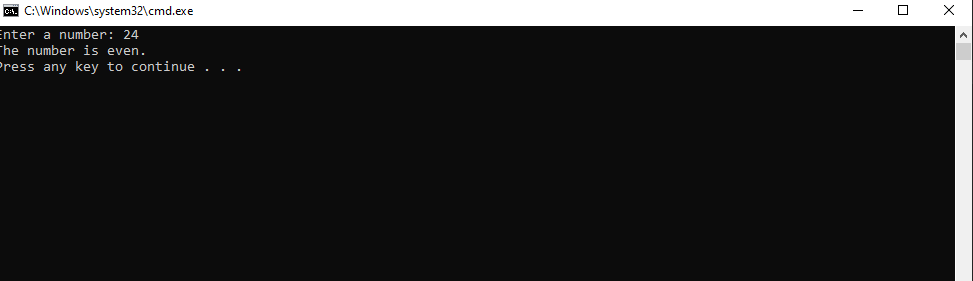 C:\Windows\system32\cmd.exe
Enter a number: 24
The number is even.
Press any key to continue . . .